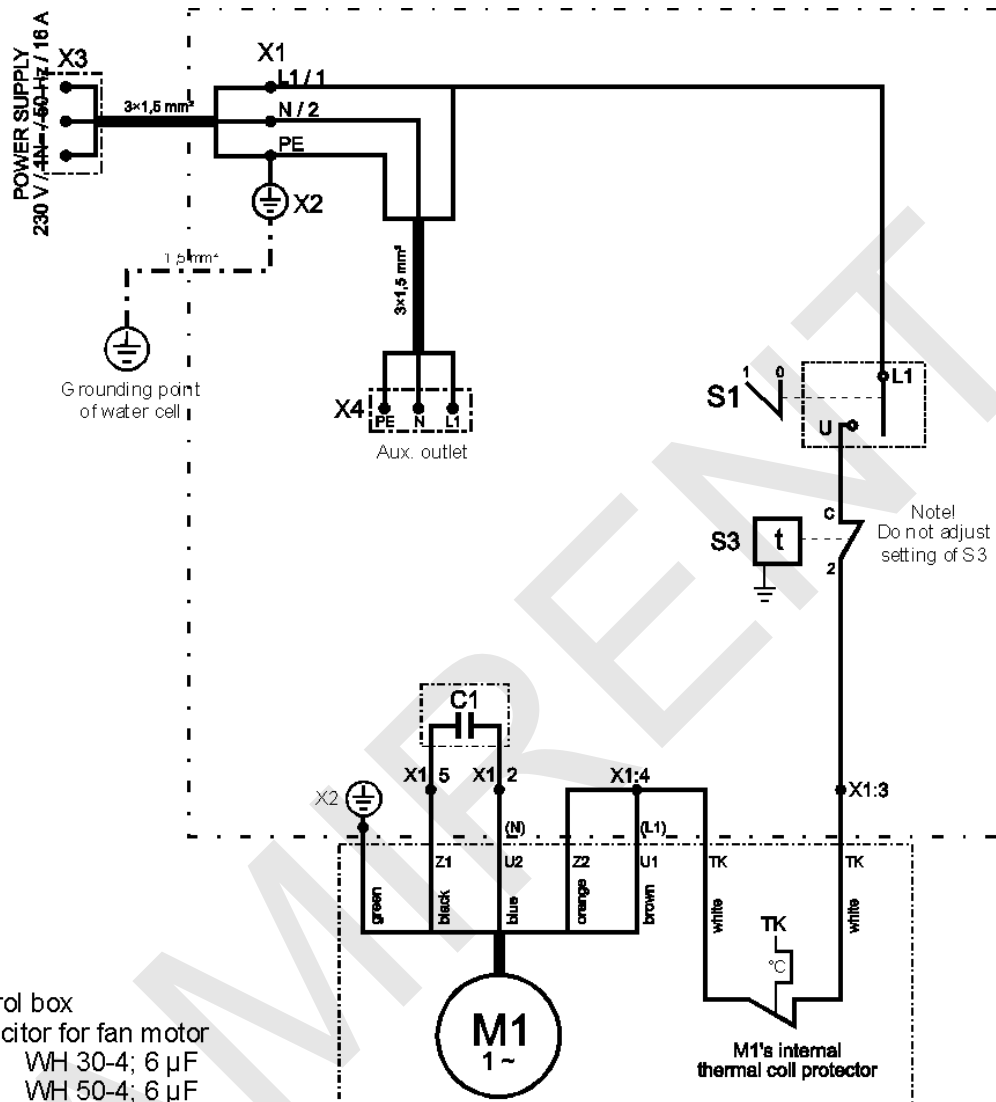 POWER SUPPLY
230 V / 1N~ / 50 Hz / 16 A
X3
3×1,5 mm²
X1
L1 / 1
N / 2
PE
X2
1,5 mm²
Grounding point
of water cell
3×1,5 mm²
X4
PE N L1
Aux. outlet
S1
1 0
L1
U
S3
t
C
2
Note!
Do not adjust
setting of S3
C1
X1 5
X1 2
X1:4
X1:3
X2
(N)
(L1)
Z1
U2
Z2
U1
TK
TK
green
black
blue
orange
brown
white
white
TK
°C
M1
1~
M1's internal
thermal coil protector
rol box
citor for fan motor
WH 30-4; 6 µF
WH 50-4; 6 µF
AMIRENT